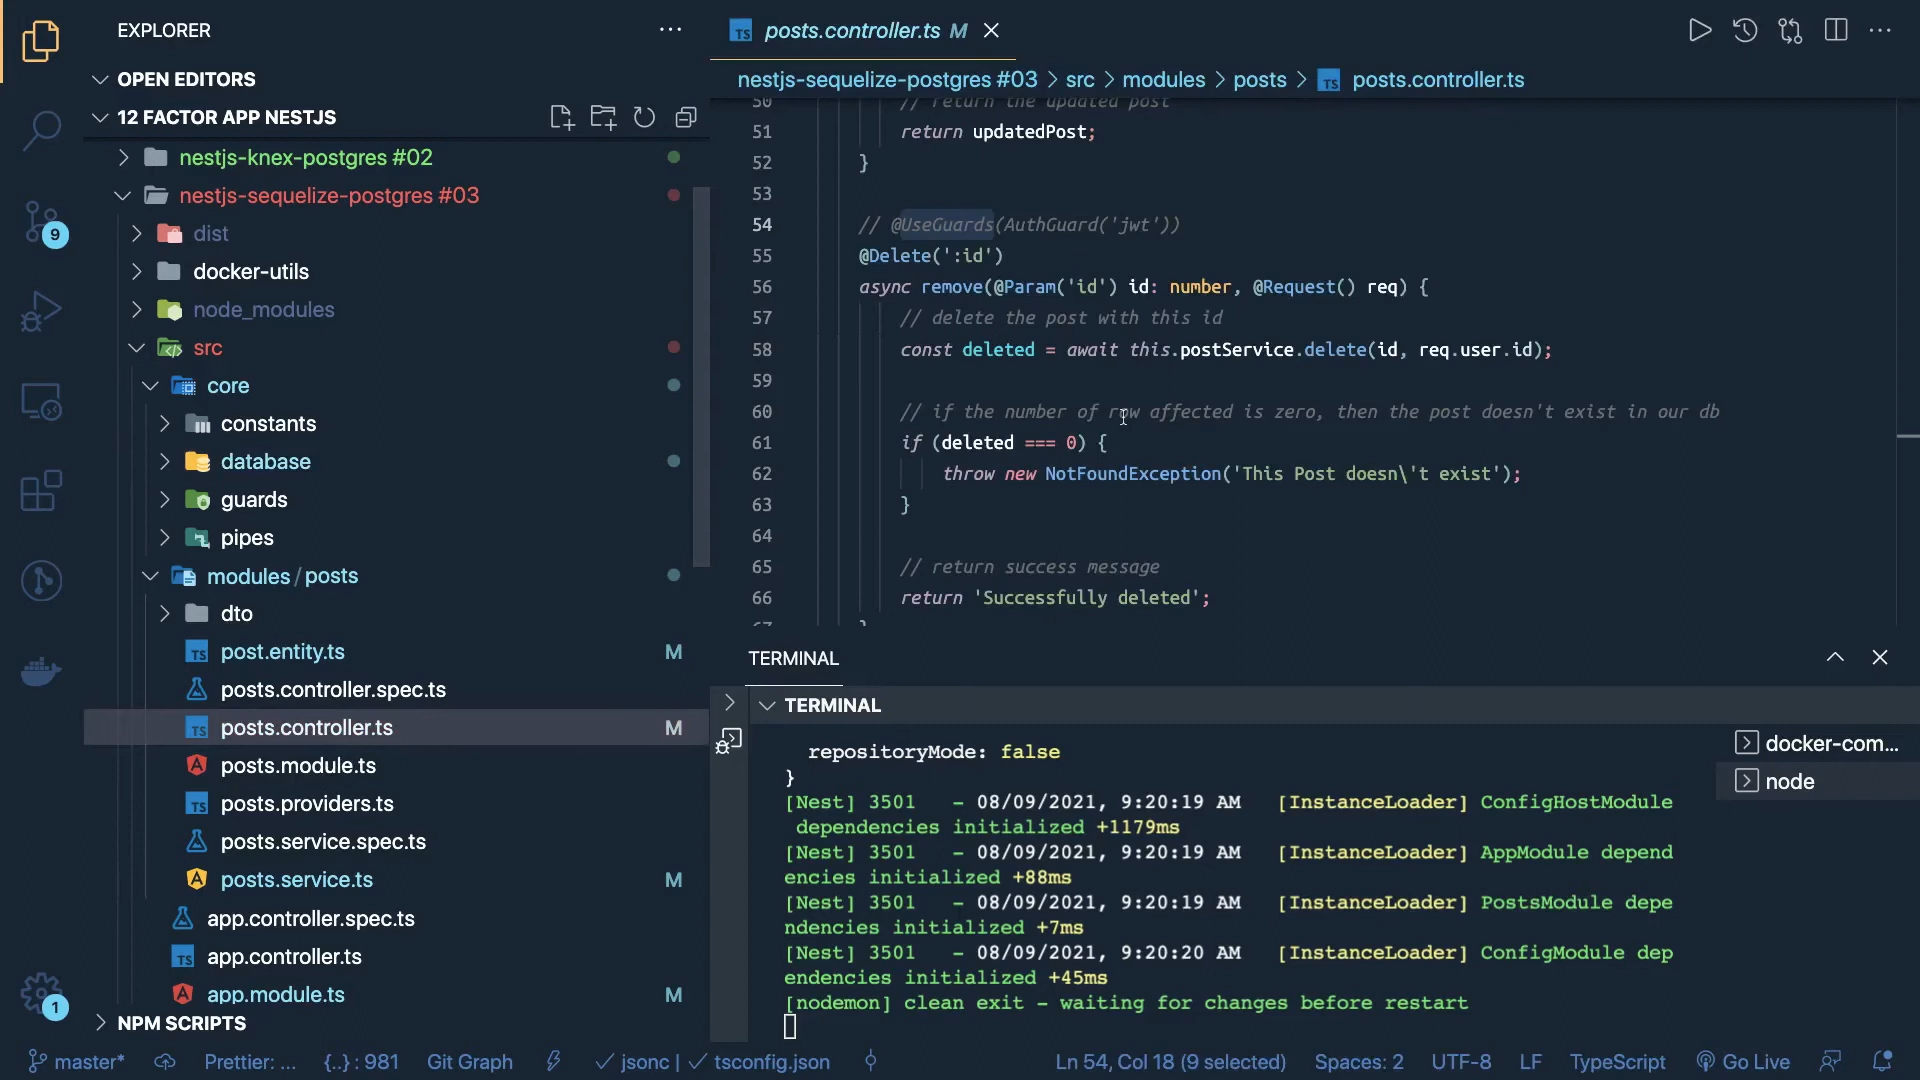 EXPLORER
OPEN EDITORS
12 FACTOR APP NESTJS
nestjs-knex-postgres #02
nestjs-sequelize-postgres #03
dist
docker-utils
node_modules
src
core
constants
database
guards
pipes
modules / posts
dto
post.entity.ts M
posts.controller.spec.ts
posts.controller.ts M
posts.module.ts
posts.providers.ts
posts.service.spec.ts
posts.service.ts M
app.controller.spec.ts
app.controller.ts
app.module.ts M
NPM SCRIPTS
9
1
TS posts.controller.ts M
nestjs-sequelize-postgres #03 > src > modules > posts > TS posts.controller.ts
50 // return the updated post
51 return updatedPost;
52 }
53
54 // @UseGuards(AuthGuard('jwt'))
55 @Delete(':id')
56 async remove(@Param('id') id: number, @Request() req) {
57 // delete the post with this id
58 const deleted = await this.postService.delete(id, req.user.id);
59
60 // if the number of row affected is zero, then the post doesn't exist in our db
61 if (deleted === 0) {
62 throw new NotFoundException('This Post doesn\'t exist');
63 }
64
65 // return success message
66 return 'Successfully deleted';
67 }
TERMINAL
TERMINAL
repositoryMode: false
}
[Nest] 3501 - 08/09/2021, 9:20:19 AM [InstanceLoader] ConfigHostModule
dependencies initialized +1179ms
[Nest] 3501 - 08/09/2021, 9:20:19 AM [InstanceLoader] AppModule depend
encies initialized +88ms
[Nest] 3501 - 08/09/2021, 9:20:19 AM [InstanceLoader] PostsModule depe
ndencies initialized +7ms
[Nest] 3501 - 08/09/2021, 9:20:20 AM [InstanceLoader] ConfigModule dep
endencies initialized +45ms
[nodemon] clean exit - waiting for changes before restart
docker-com...
node
master* Prettier: ... {..} : 981 Git Graph jsonc | tsconfig.json Ln 54, Col 18 (9 selected) Spaces: 2 UTF-8 LF TypeScript Go Live